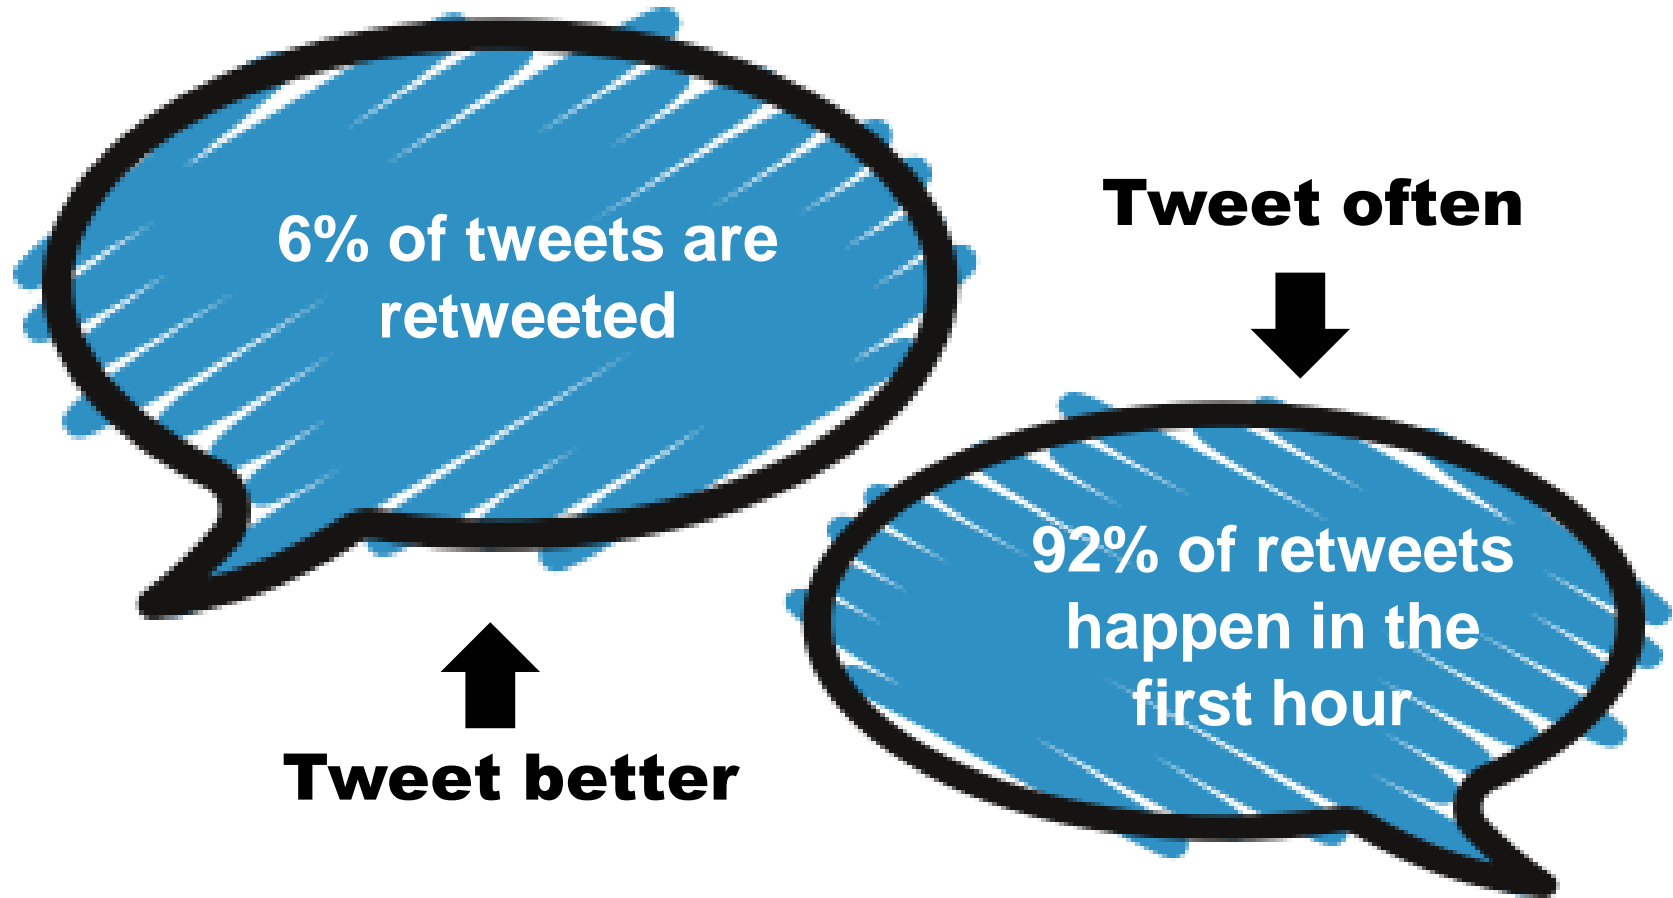 6% of tweets are
retweeted
Tweet better
Tweet often
92% of retweets
happen in the
first hour